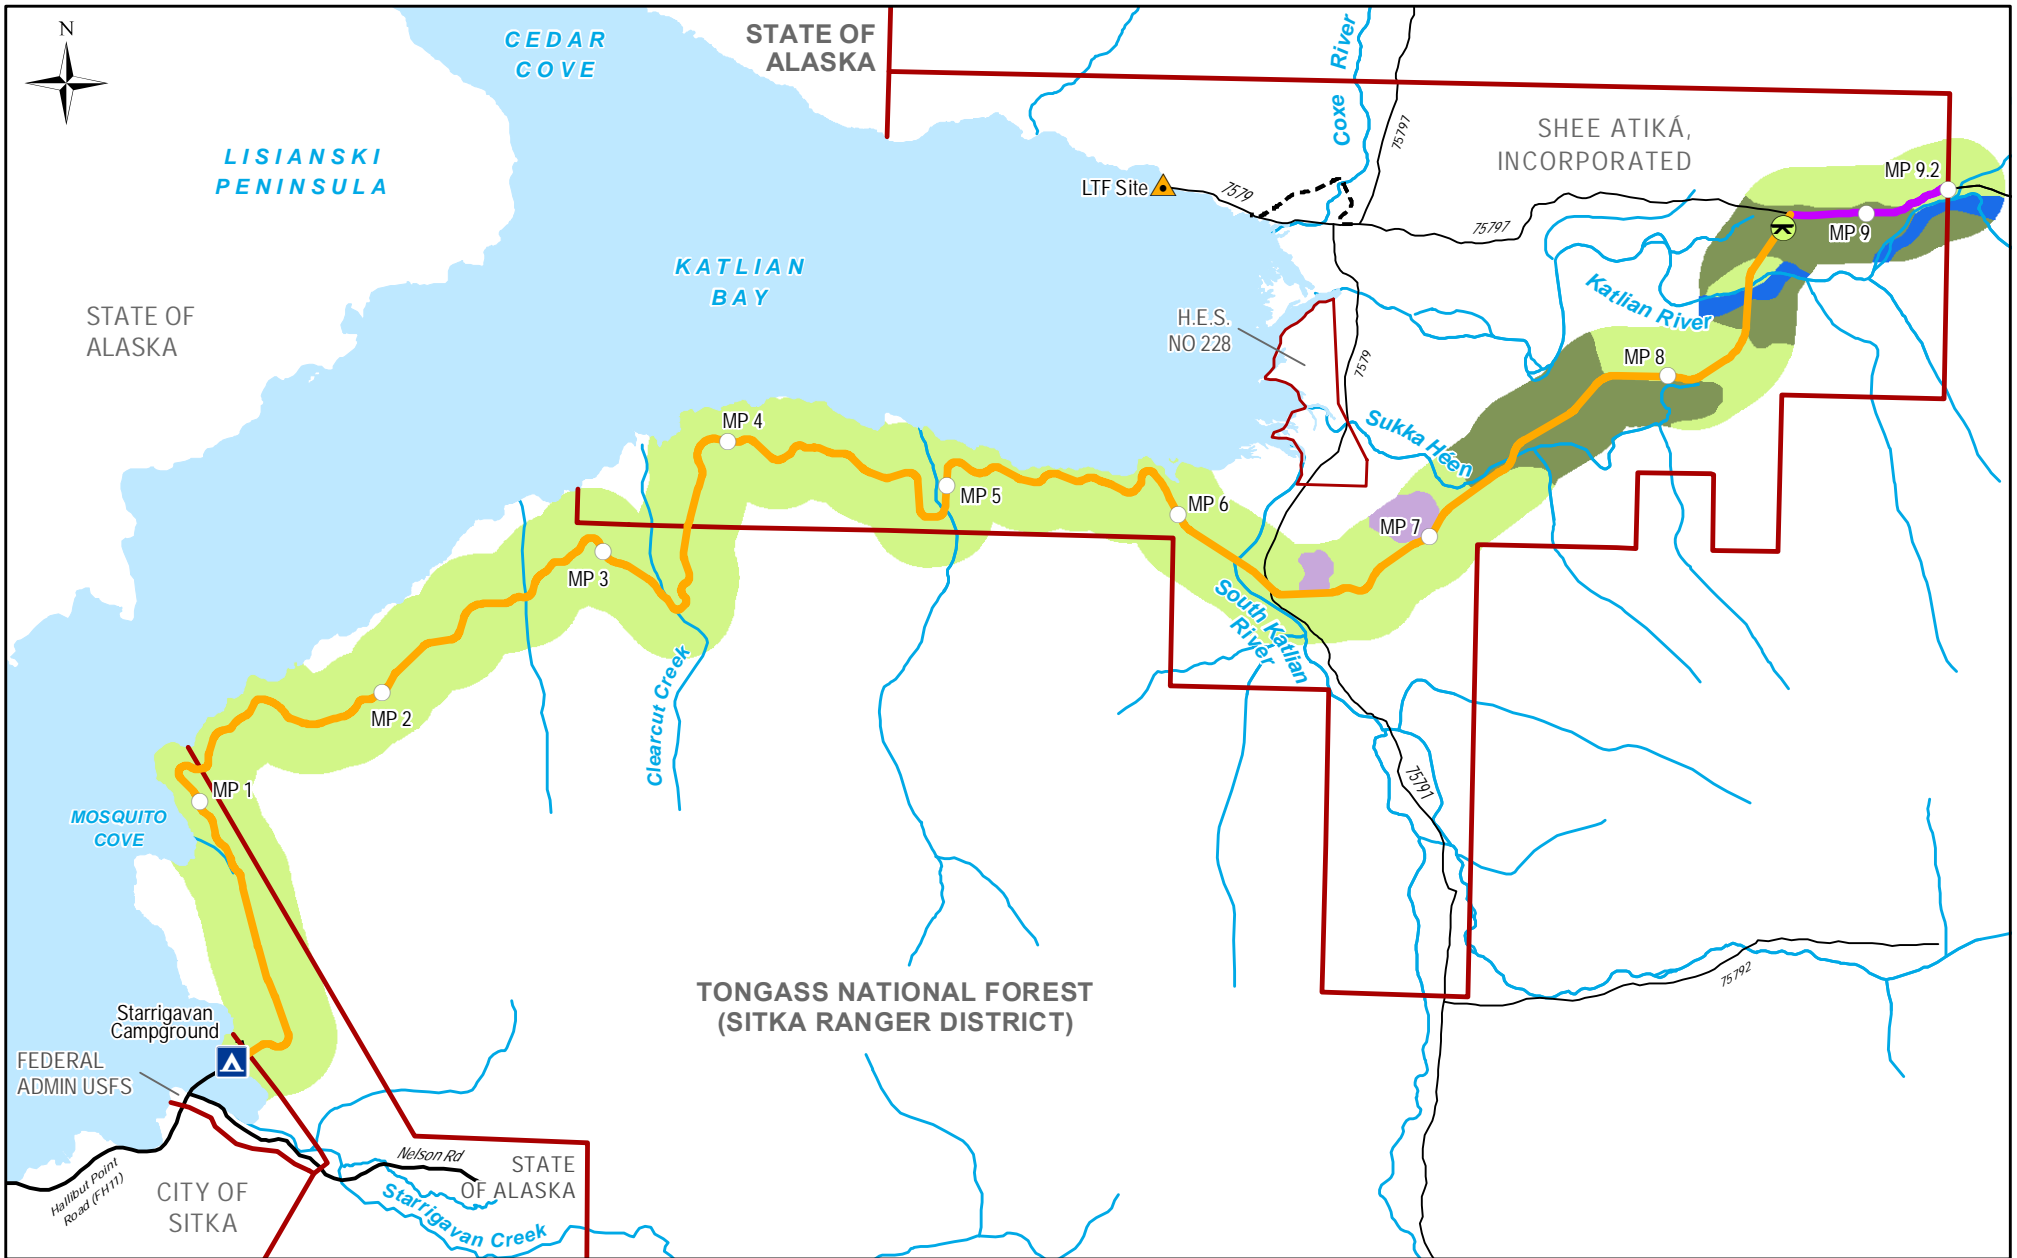 N
CEDAR
COVE
STATE OF
ALASKA
Coxe River
75797
SHEE ATIKÁ,
INCORPORATED
LISIANSKI
PENINSULA
LTF Site
7579
75797
MP 9.2
MP 9
KATLIAN
BAY
Katlian River
STATE OF
ALASKA
H.E.S.
NO 228
7579
MP 8
Sukka Héen
MP 4
MP 5
MP 6
MP 7
MP 3
South Katlian
River
Clearcut Creek
MP 2
MP 1
75791
MOSQUITO
COVE
75792
TONGASS NATIONAL FOREST
(SITKA RANGER DISTRICT)
Starrigavan
Campground
FEDERAL
ADMIN USFS
Nelson Rd
STATE
OF ALASKA
Halibut Point
Road (FH11)
CITY OF
SITKA
Starrigavan Creek